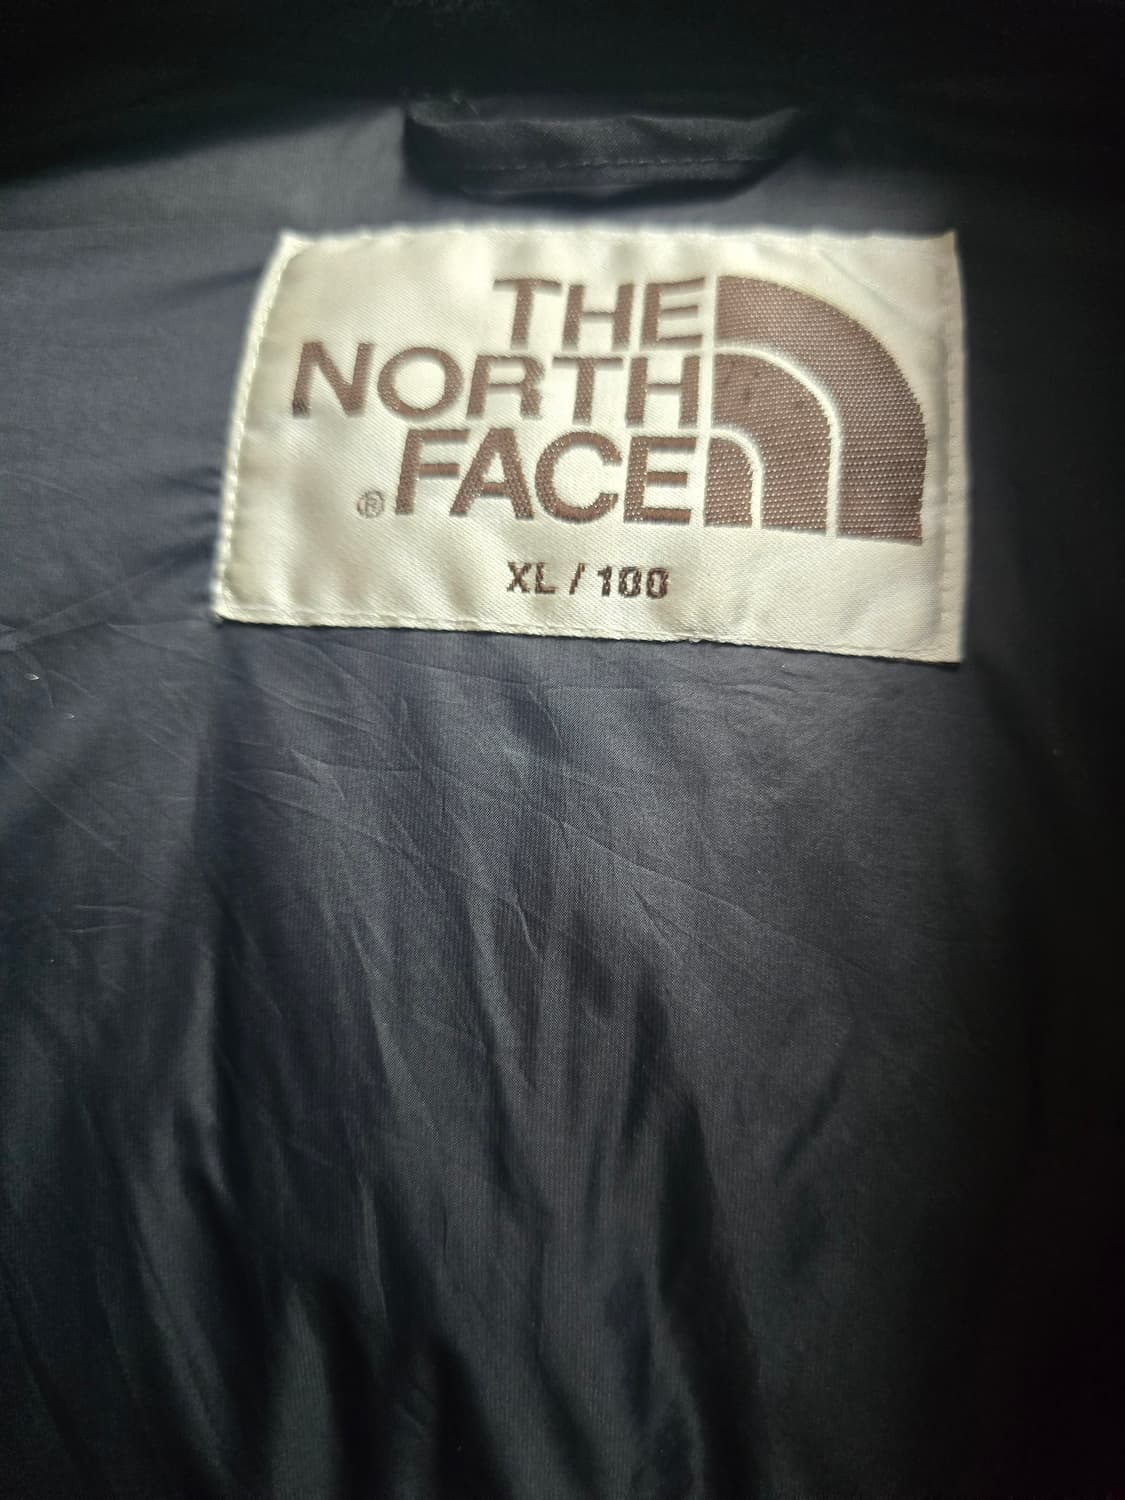 THE
NORTH
® FACE
XL / 100